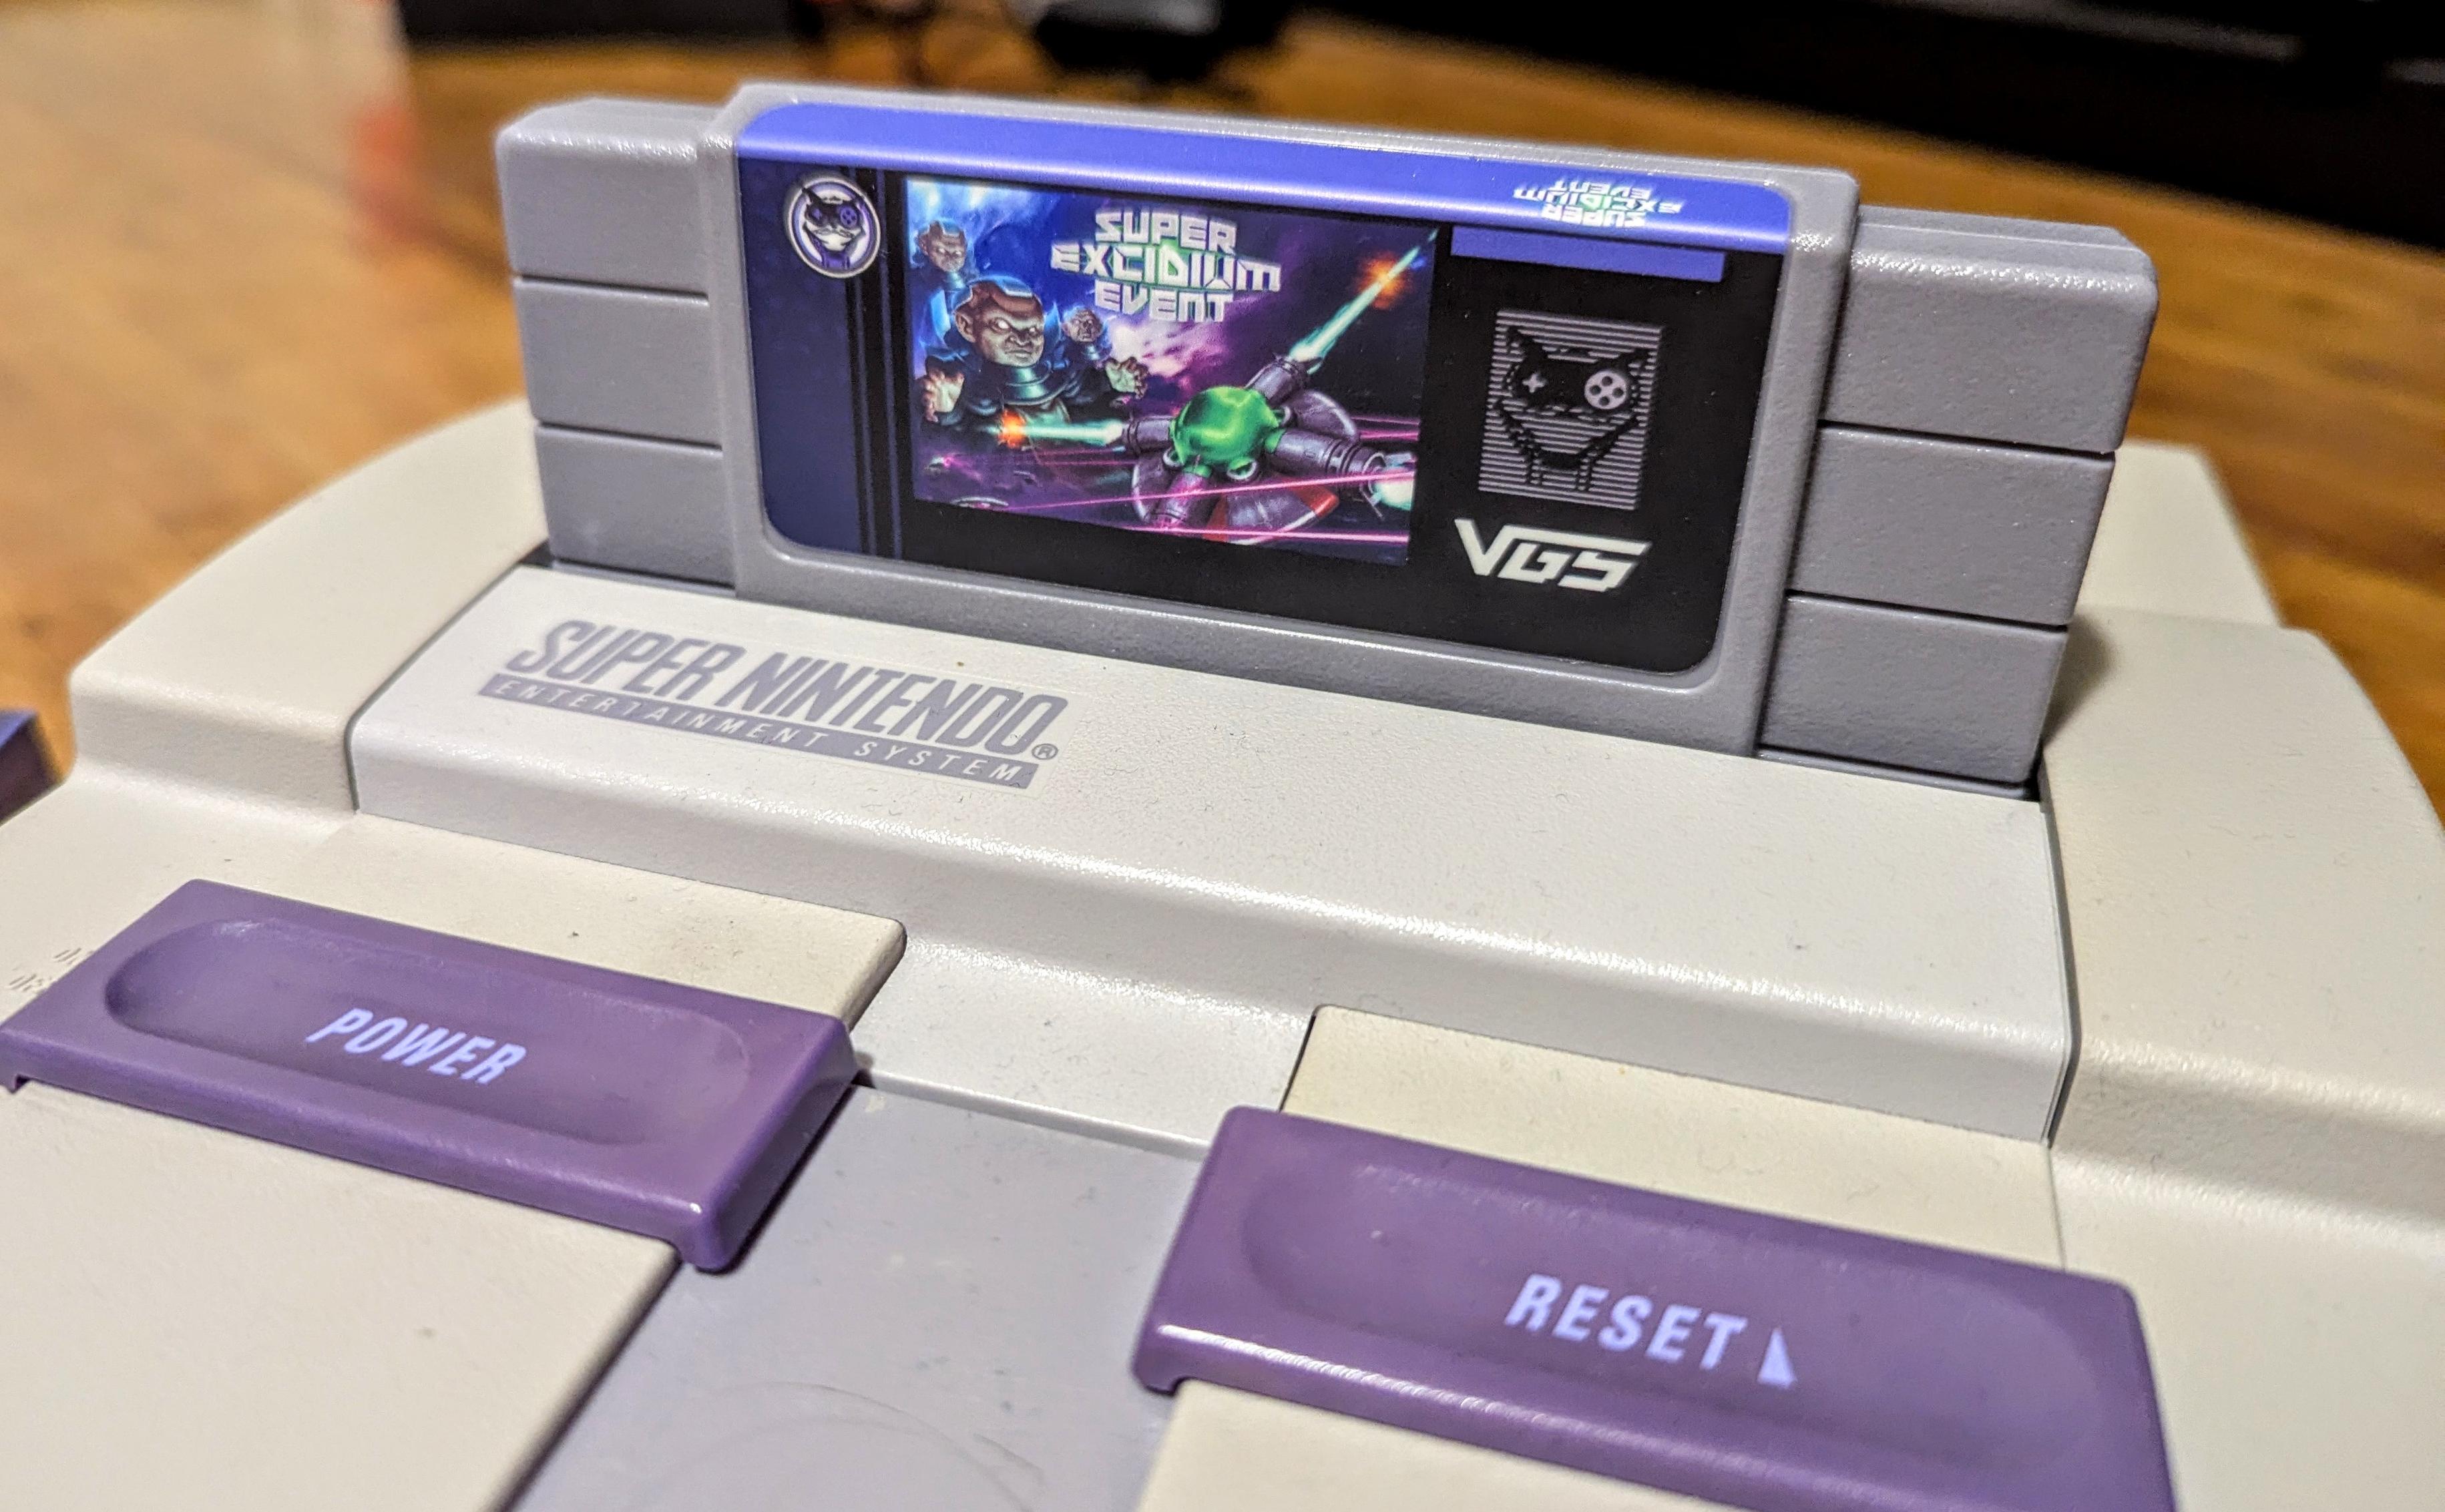 SUPER
EXCIDIUM
EVENT
SUPER
EXCIDIUM
EVENT
VGS
SUPER NINTENDO®
ENTERTAINMENT SYSTEM
POWER
RESET